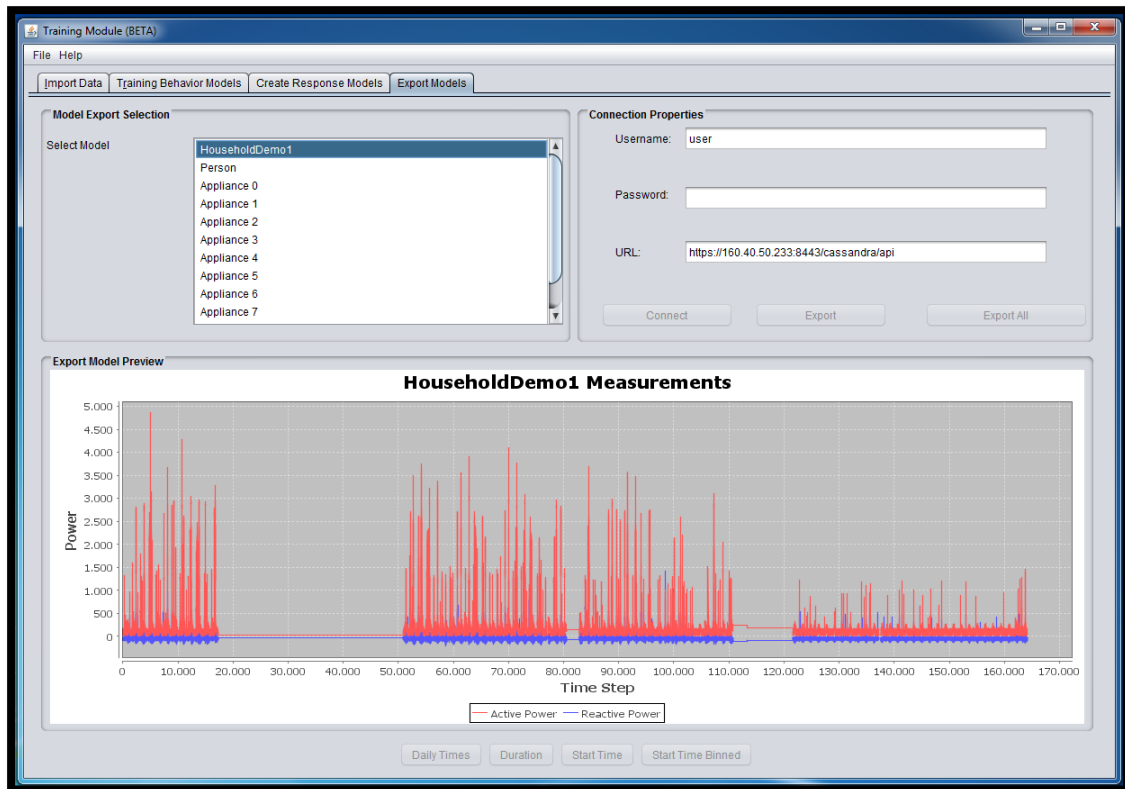 Training Module (BETA)
File Help
Import Data Training Behavior Models Create Response Models Export Models
Model Export Selection
Select Model
HouseholdDemo1
Person
Appliance 0
Appliance 1
Appliance 2
Appliance 3
Appliance 4
Appliance 5
Appliance 6
Appliance 7
Connection Properties
Username: user
Password:
URL: https://160.40.50.233:8443/cassandra/api
Connect Export Export All
Export Model Preview
HouseholdDemo1 Measurements
Power
5.000
4.500
4.000
3.500
3.000
2.500
2.000
1.500
1.000
500
0
0 10.000 20.000 30.000 40.000 50.000 60.000 70.000 80.000 90.000 100.000 110.000 120.000 130.000 140.000 150.000 160.000 170.000
Time Step
Active Power Reactive Power
Daily Times Duration Start Time Start Time Binned